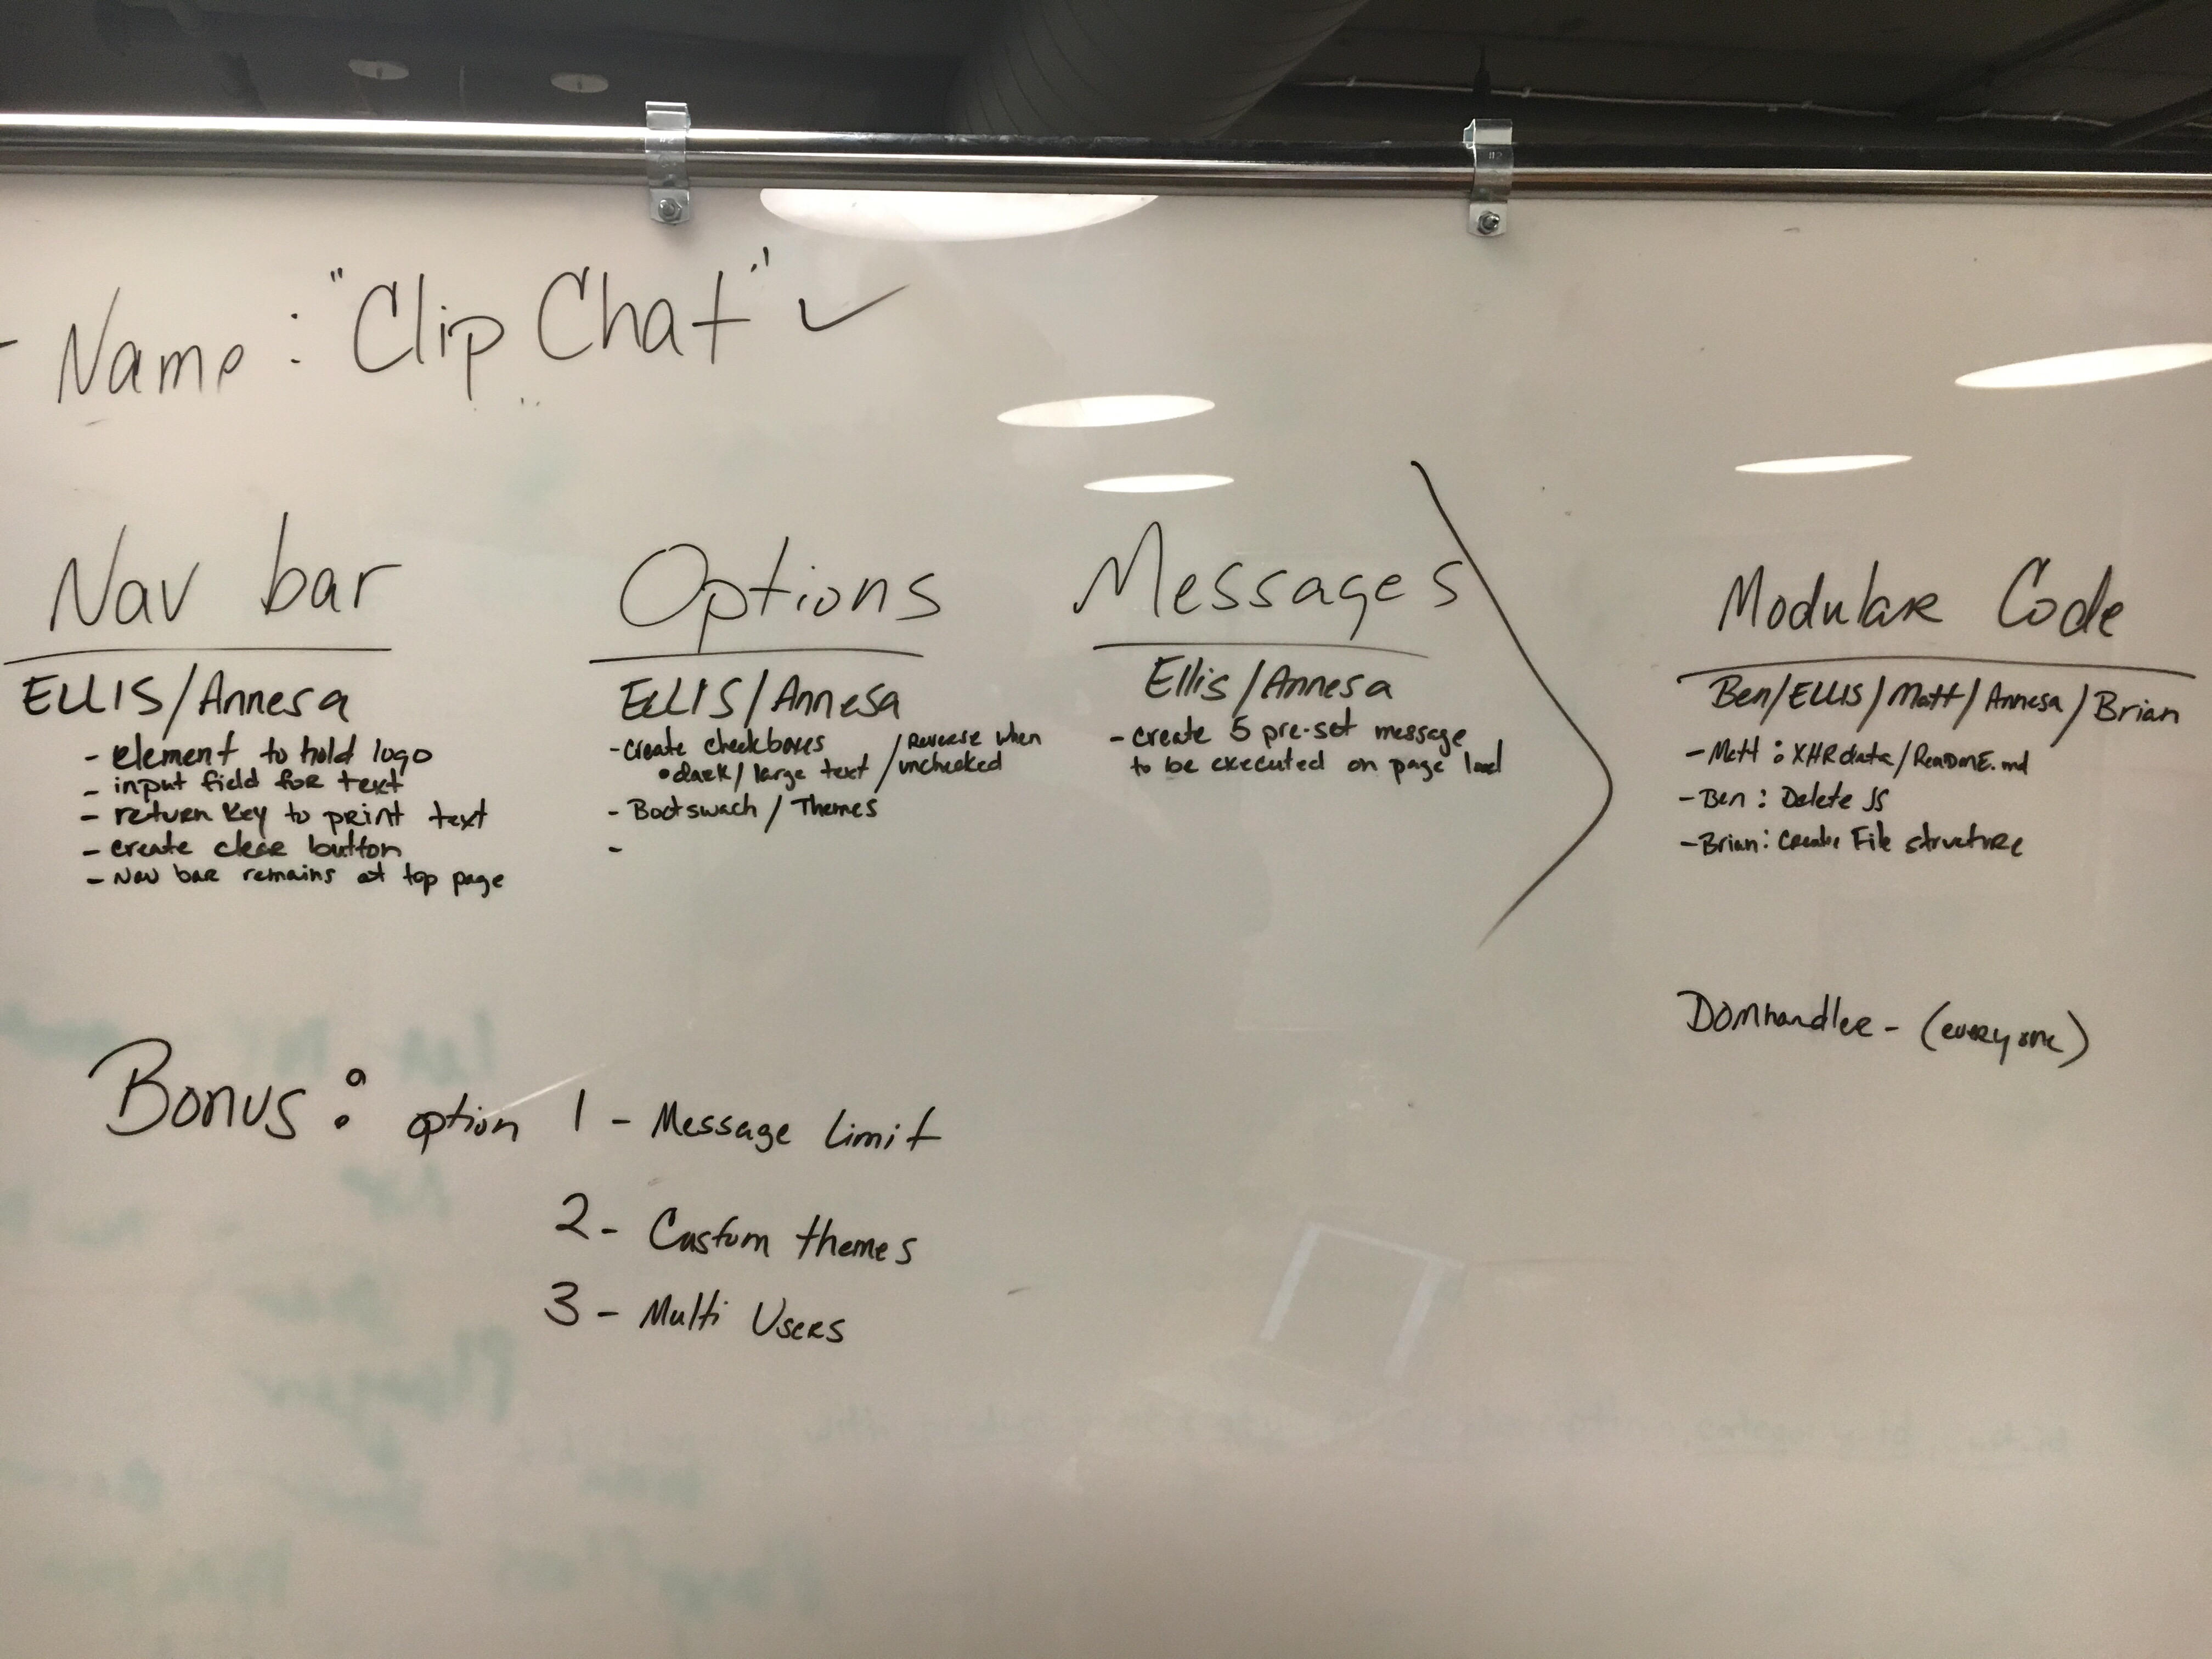 - Name: "Clip Chat" ✓
Nav bar
ELLIS/Annesa
- element to hold logo
- input field for text
- return key to print text
- create clear button
- Nav bar remains at top page
Options
ELLIS/Annesa
- create checkboxes
• dark/large text / Reverse when unchecked
- Bootswach / Themes
-
Messages
Ellis/Annesa
- create 5 pre-set message
to be executed on page load
Modular Code
Ben/ELLIS/Matt/Annesa/Brian
- Matt: XHRdata/ReaDmE.md
- Ben: Delete JS
- Brian: Create File structure
DOMhandler - (everyone)
Bonus: option 1 - Message Limit
2 - Custom themes
3 - Multi Users